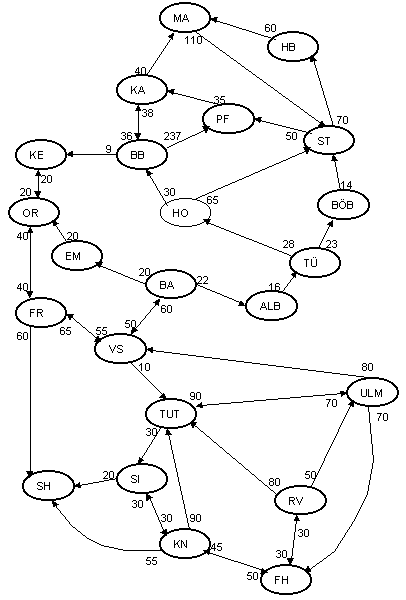 MA
60
HB
110
40
KA
35
38
PF
70
36
237
50
ST
KE
9
BB
14
20
30
65
BÖB
20
HO
OR
40
20
28
23
EM
TÜ
20
22
BA
16
40
60
ALB
FR
50
65
55
60
VS
80
10
ULM
90
70
70
TUT
30
80
50
20
SI
RV
SH
30
30
90
30
KN
45
55
30
50
FH